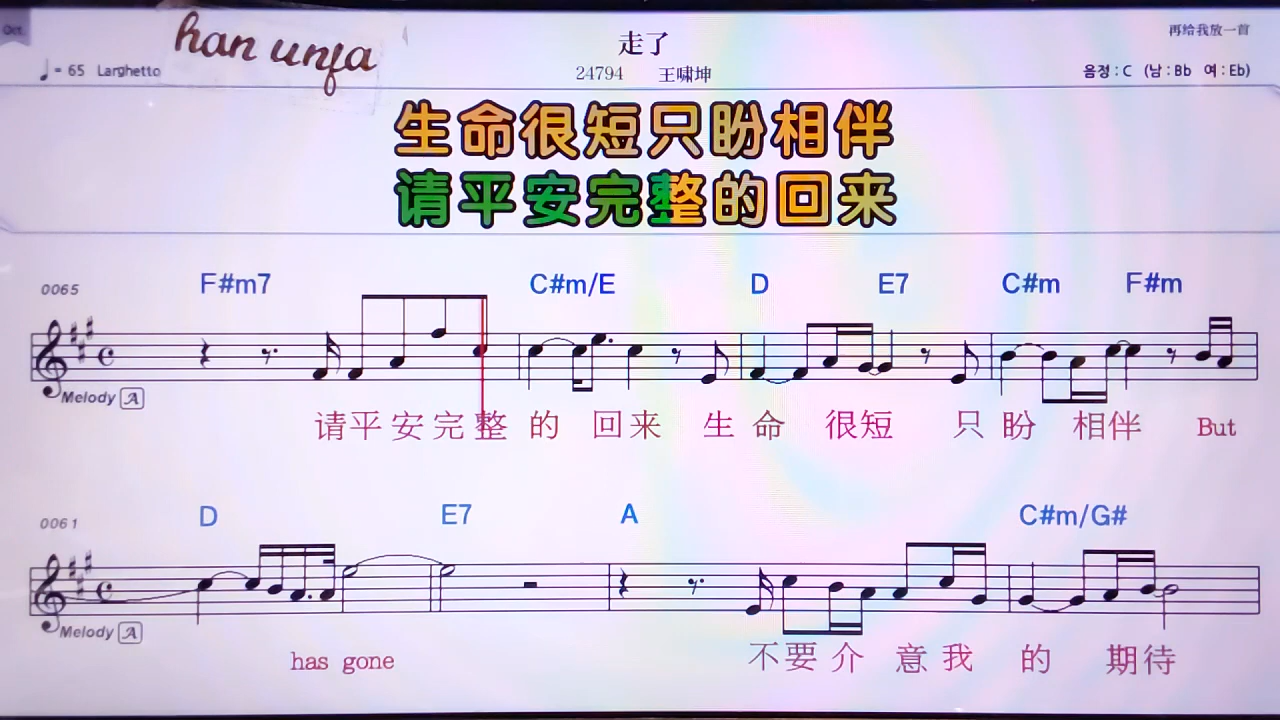 Oct.
han unfa
走了
再给我放一首
♩= 65 Larghetto
24794 王啸坤
음정 : C (남 : Bb 여 : Eb)
生命很短只盼相伴
请平安完整的回来
0065 F#m7 C#m/E D E7 C#m F#m
Melody A
请平安完整 的 回来 生 命 很短 只 盼 相伴 But
0061 D E7 A C#m/G#
Melody A
has gone 不要 介 意 我 的 期待